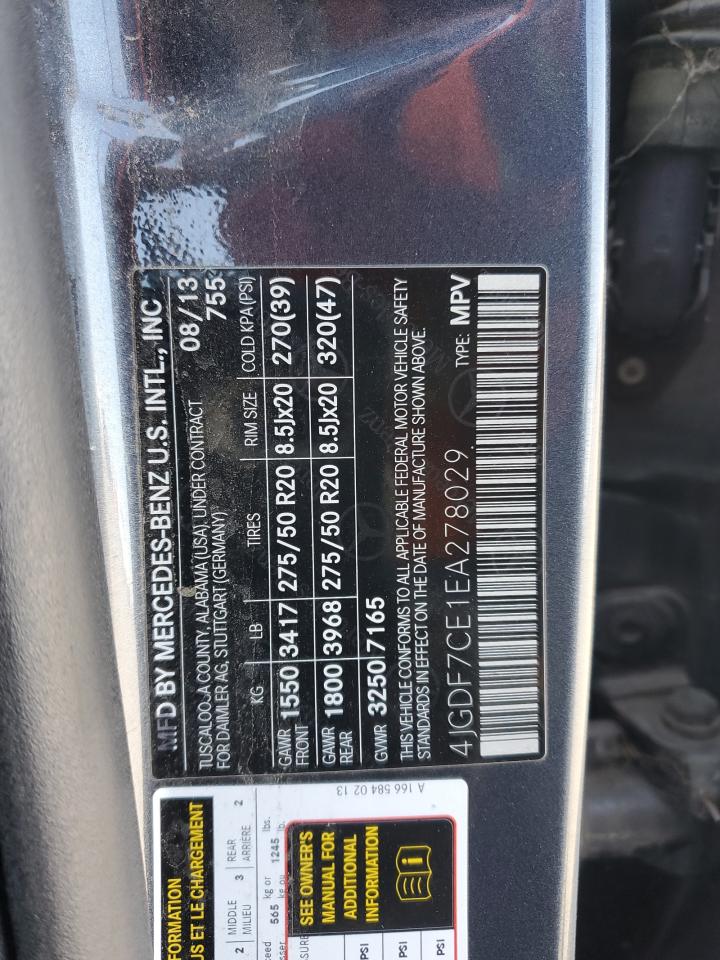 MFD BY MERCEDES-BENZ U.S. INTL., INC
TUSCALOOSA COUNTY, ALABAMA (USA), UNDER CONTRACT 08/13
FOR DAIMLER AG, STUTTGART (GERMANY) 755
KG LB TIRES RIM SIZE COLD KPA (PSI)
GAWR FRONT 1550 3417 275/50 R20 8.5Jx20 270(39)
GAWR REAR 1800 3968 275/50 R20 8.5Jx20 320(47)
GVWR 3250 7165
THIS VEHICLE CONFORMS TO ALL APPLICABLE FEDERAL MOTOR VEHICLE SAFETY
STANDARDS IN EFFECT ON THE DATE OF MANUFACTURE SHOWN ABOVE.
4JGDF7CE1EA278029 TYPE: MPV
A 166 584 02 13
ET LE CHARGEMENT
2 MIDDLE 3 REAR 2
MILIEU ARRIÈRE
565 kg or 1245 lbs.
kg ou lb.
SEE OWNER'S
MANUAL FOR
ADDITIONAL
INFORMATION
PSI
PSI
PSI